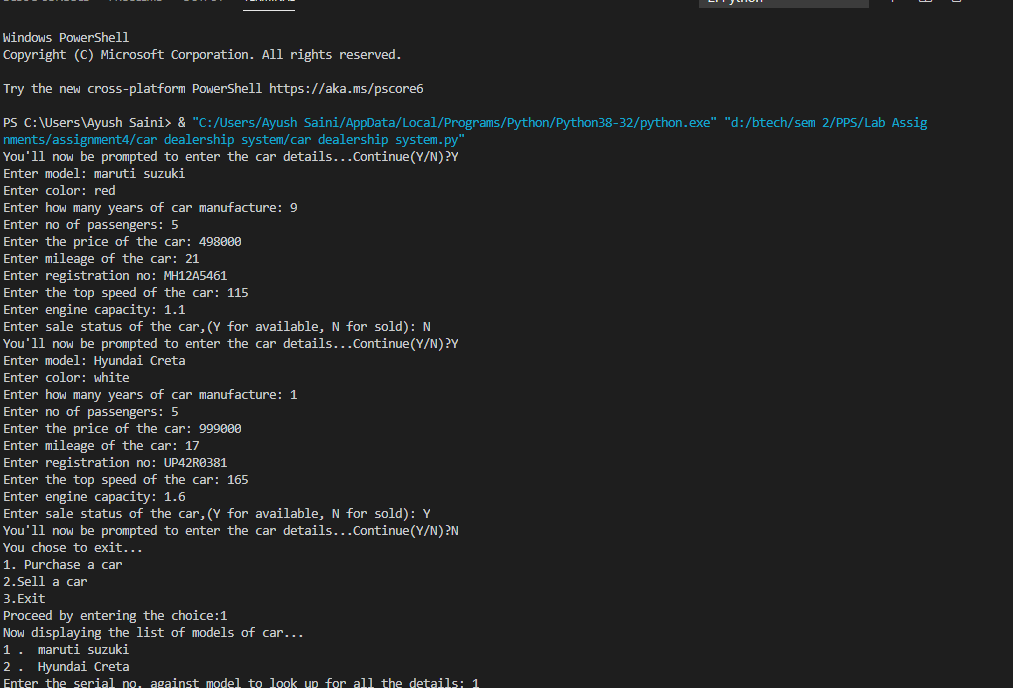 TERMINAL
2: Python
Windows PowerShell
Copyright (C) Microsoft Corporation. All rights reserved.
Try the new cross-platform PowerShell https://aka.ms/pscore6
PS C:\Users\Ayush Saini> & "C:/Users/Ayush Saini/AppData/Local/Programs/Python/Python38-32/python.exe" "d:/btech/sem 2/PPS/Lab Assig
nments/assignment4/car dealership system/car dealership system.py"
You'll now be prompted to enter the car details...Continue(Y/N)?Y
Enter model: maruti suzuki
Enter color: red
Enter how many years of car manufacture: 9
Enter no of passengers: 5
Enter the price of the car: 498000
Enter mileage of the car: 21
Enter registration no: MH12A5461
Enter the top speed of the car: 115
Enter engine capacity: 1.1
Enter sale status of the car,(Y for available, N for sold): N
You'll now be prompted to enter the car details...Continue(Y/N)?Y
Enter model: Hyundai Creta
Enter color: white
Enter how many years of car manufacture: 1
Enter no of passengers: 5
Enter the price of the car: 999000
Enter mileage of the car: 17
Enter registration no: UP42R0381
Enter the top speed of the car: 165
Enter engine capacity: 1.6
Enter sale status of the car,(Y for available, N for sold): Y
You'll now be prompted to enter the car details...Continue(Y/N)?N
You chose to exit...
1. Purchase a car
2.Sell a car
3.Exit
Proceed by entering the choice:1
Now displaying the list of models of car...
1 .  maruti suzuki
2 .  Hyundai Creta
Enter the serial no. against model to look up for all the details: 1